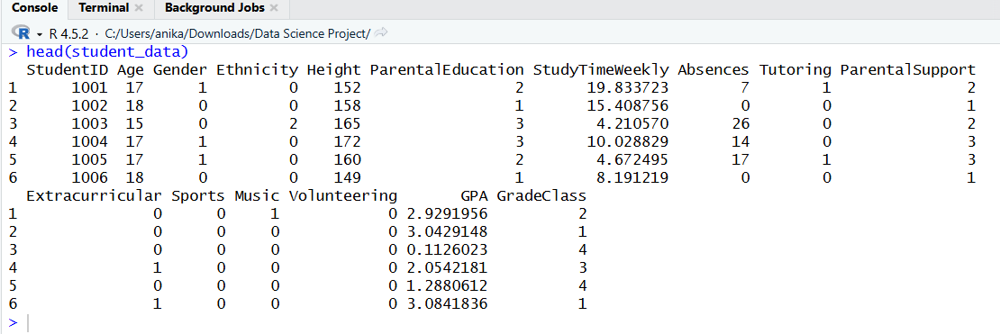 Console Terminal Background Jobs
R R 4.5.2 · C:/Users/anika/Downloads/Data Science Project/
> head(student_data)
StudentID Age Gender Ethnicity Height ParentalEducation StudyTimeWeekly Absences Tutoring ParentalSupport
1 1001 17 1 0 152 2 19.833723 7 1 2
2 1002 18 0 0 158 1 15.408756 0 0 1
3 1003 15 0 2 165 3 4.210570 26 0 2
4 1004 17 1 0 172 3 10.028829 14 0 3
5 1005 17 1 0 160 2 4.672495 17 1 3
6 1006 18 0 0 149 1 8.191219 0 0 1
Extracurricular Sports Music Volunteering GPA GradeClass
1 0 0 1 0 2.9291956 2
2 0 0 0 0 3.0429148 1
3 0 0 0 0 0.1126023 4
4 1 0 0 0 2.0542181 3
5 0 0 0 0 1.2880612 4
6 1 0 0 0 3.0841836 1
>